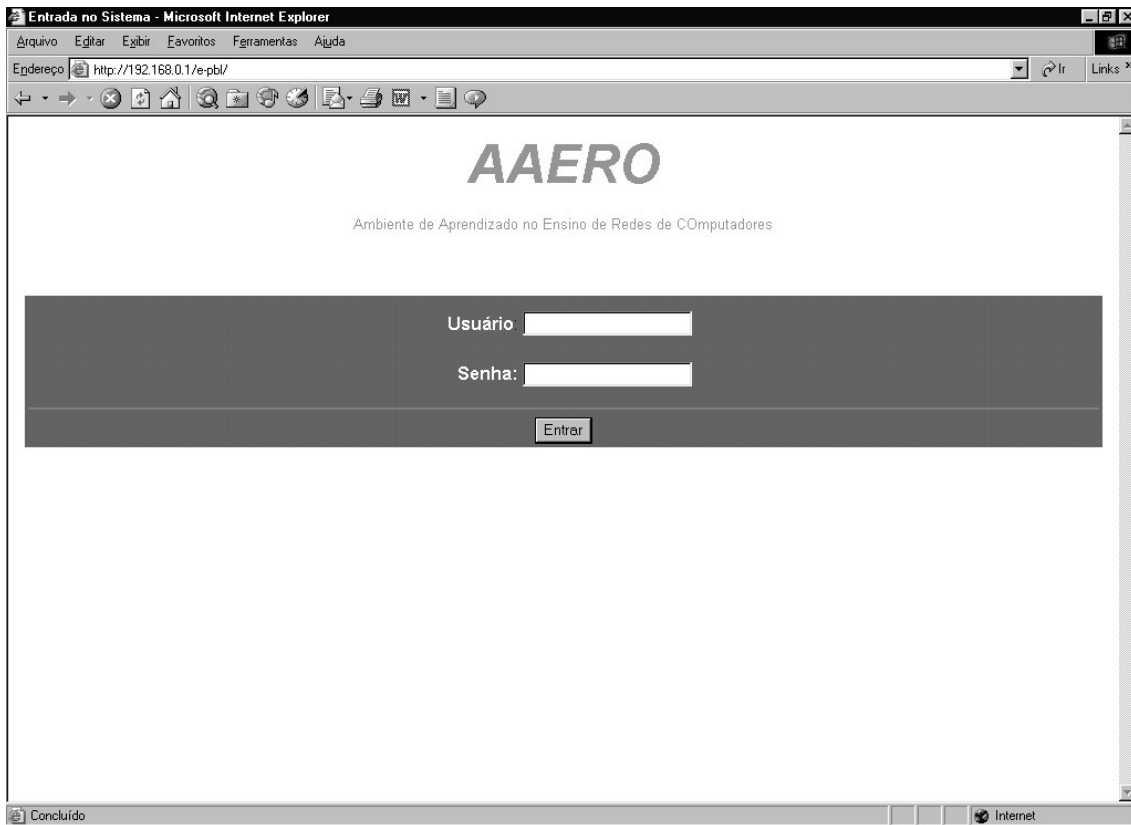 Entrada no Sistema - Microsoft Internet Explorer
Arquivo Editar Exibir Favoritos Ferramentas Ajuda
Endereço http://192.168.0.1/e-pbl/ Ir Links »
AAERO
Ambiente de Aprendizado no Ensino de Redes de COmputadores
Usuário:
Senha:
Entrar
Concluído Internet